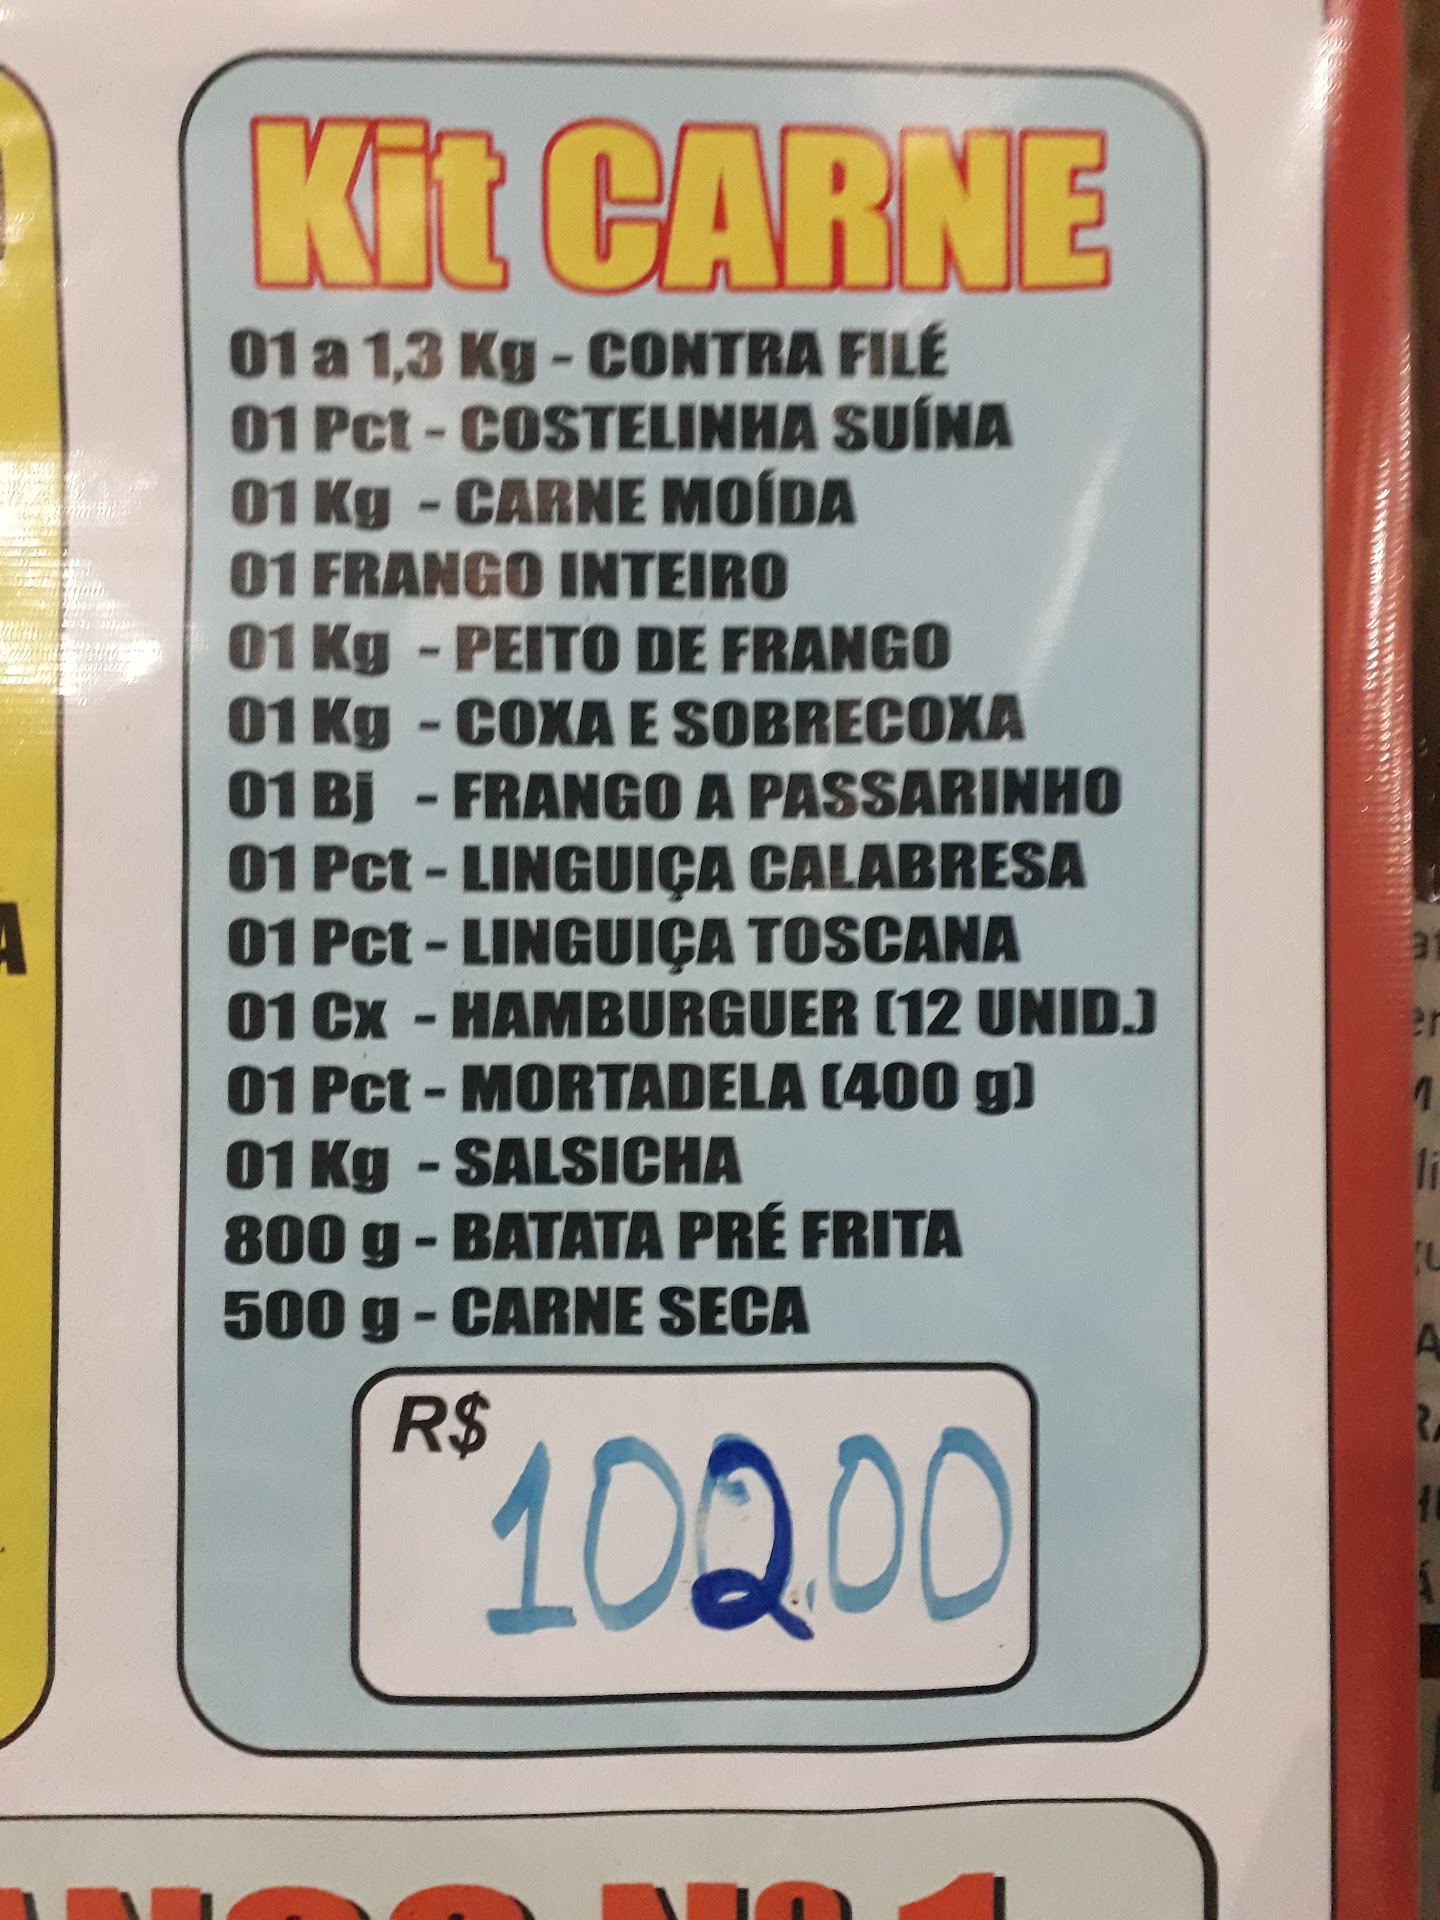 Kit CARNE
01 a 1,3 Kg - CONTRA FILÉ
01 Pct - COSTELINHA SUÍNA
01 Kg - CARNE MOÍDA
01 FRANGO INTEIRO
01 Kg - PEITO DE FRANGO
01 Kg - COXA E SOBRECOXA
01 Bj - FRANGO A PASSARINHO
01 Pct - LINGUIÇA CALABRESA
01 Pct - LINGUIÇA TOSCANA
01 Cx - HAMBURGUER (12 UNID.)
01 Pct - MORTADELA (400 g)
01 Kg - SALSICHA
800 g - BATATA PRÉ FRITA
500 g - CARNE SECA
R$ 102,00
Nº 1